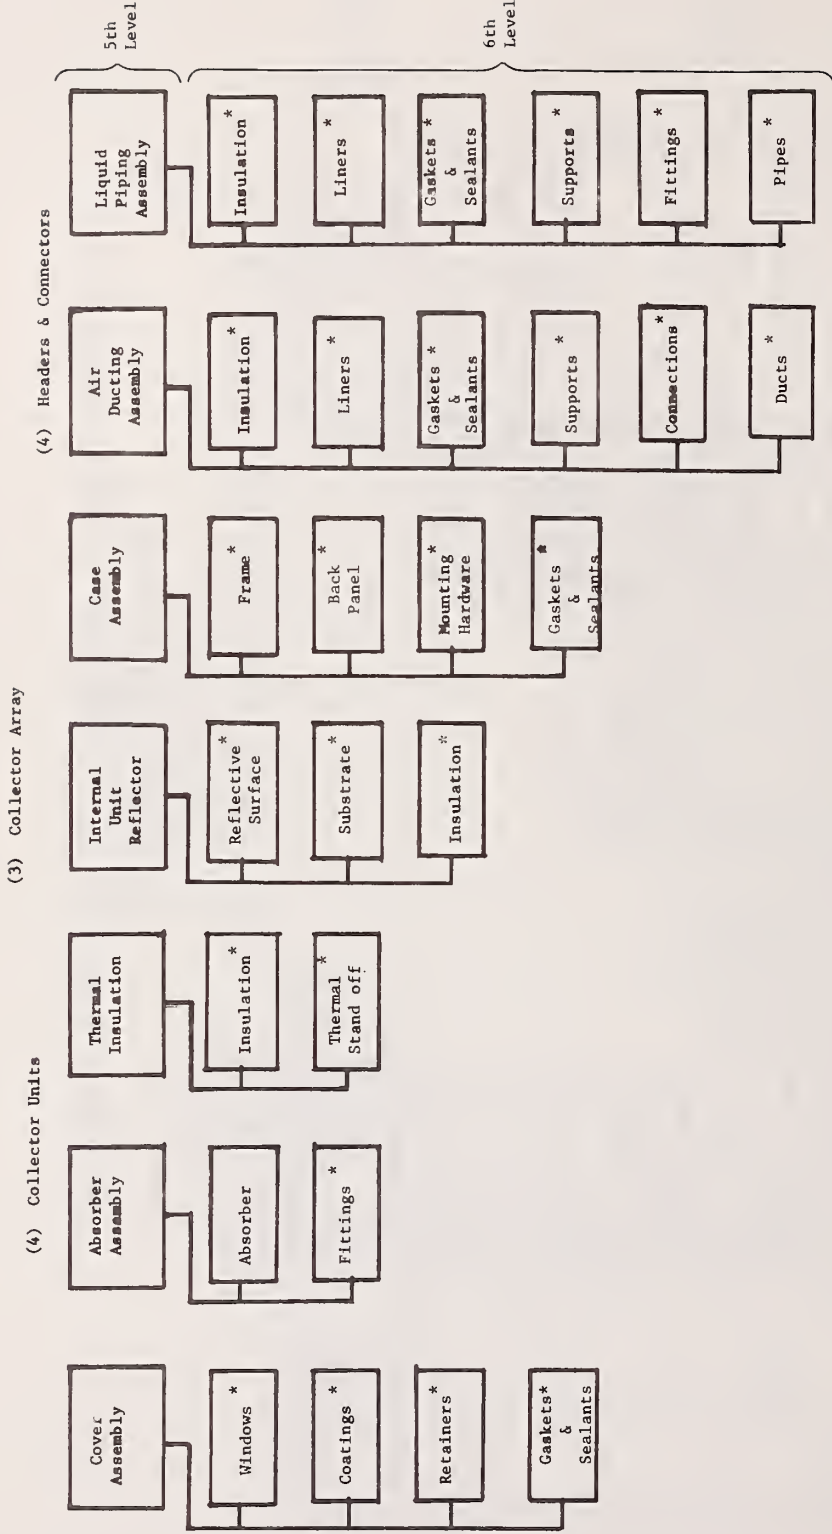 (3) Collector Array
(4) Collector Units
(4) Headers & Connectors
5th
Level
6th
Level
Cover
Assembly
Windows *
Coatings *
Retainers *
Gaskets*
&
Sealants
Absorber
Assembly
Absorber
Fittings *
Thermal
Insulation
Insulation *
*
Thermal
Stand off
Internal
Unit
Reflector
Reflective *
Surface
Substrate *
Insulation *
Case
Assembly
Frame *
*
Back
Panel
*
Mounting
Hardware
Gaskets *
&
Sealants
Air
Ducting
Assembly
Insulation *
Liners *
Gaskets *
&
Sealants
Supports *
Connections *
Ducts *
Liquid
Piping
Assembly
Insulation *
Liners *
Gaskets *
&
Sealants
Supports *
Fittings *
Pipes *